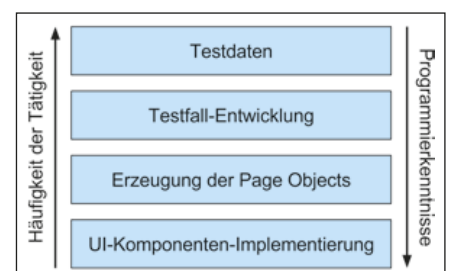 Häufigkeit der Tätigkeit
Testdaten
Testfall-Entwicklung
Erzeugung der Page Objects
UI-Komponenten-Implementierung
Programmierkenntnisse